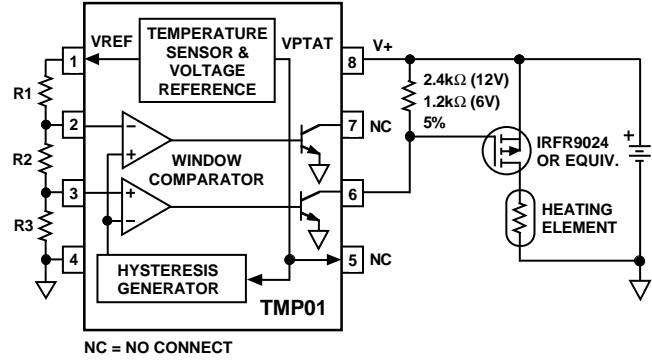 TEMPERATURE
SENSOR &
VOLTAGE
REFERENCE
VREF
VPTAT
1
8
V+
R1
2.4kΩ (12V)
1.2kΩ (6V)
5%
2
7
NC
–
+
R2
WINDOW
COMPARATOR
IRFR9024
OR EQUIV.
+
3
6
+
–
R3
HEATING
ELEMENT
4
5
NC
HYSTERESIS
GENERATOR
TMP01
NC = NO CONNECT